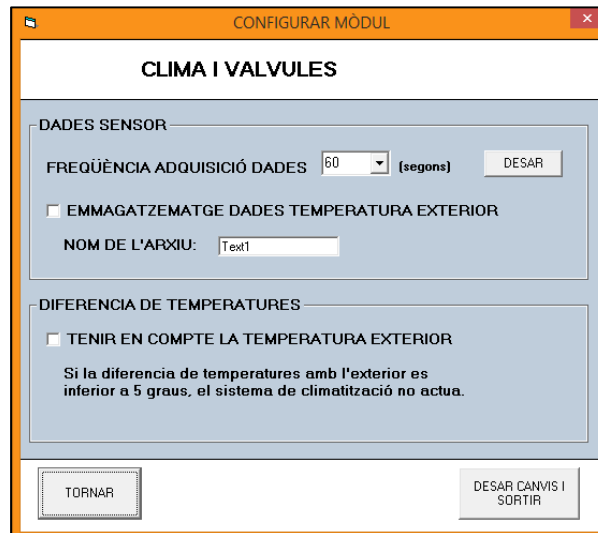 CONFIGURAR MÒDUL
CLIMA I VALVULES
DADES SENSOR
FREQÜÈNCIA ADQUISICIÓ DADES 60 (segons) DESAR
EMMAGATZEMATGE DADES TEMPERATURA EXTERIOR
NOM DE L'ARXIU: Text1
DIFERENCIA DE TEMPERATURES
TENIR EN COMPTE LA TEMPERATURA EXTERIOR
Si la diferencia de temperatures amb l'exterior es
inferior a 5 graus, el sistema de climatització no actua.
TORNAR
DESAR CANVIS I
SORTIR